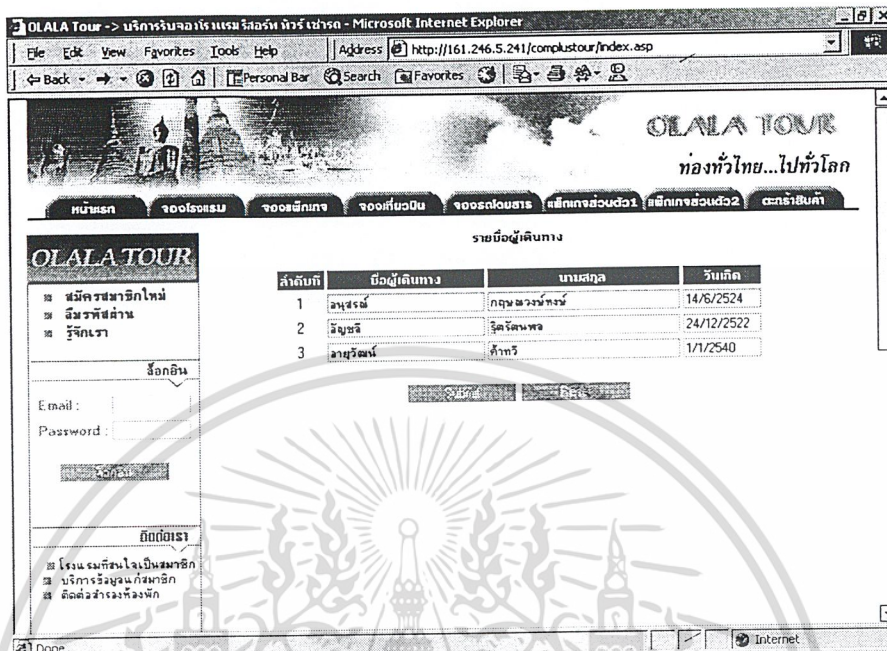 OLALA Tour -> บริการรับจองโรงแรม รีสอร์ท ทัวร์ เช่ารถ - Microsoft Internet Explorer
File Edit View Favorites Tools Help Address http://161.246.5.241/complustour/index.asp
Back Personal Bar Search Favorites
OLALA TOUR
ท่องทั่วไทย...ไปทั่วโลก
หน้าแรก จองโรงแรม จองแพ็กเกจ จองเที่ยวบิน จองรถโดยสาร แพ็กเกจส่วนตัว1 แพ็กเกจส่วนตัว2 ตะกร้าสินค้า
OLALA TOUR
สมัครสมาชิกใหม่
ลืมรหัสผ่าน
รู้จักเรา
ล็อกอิน
Email :
Password :
ล็อกอิน
ติดต่อเรา
โรงแรมที่สนใจเป็นสมาชิก
บริการข้อมูลแก่สมาชิก
ติดต่อสำรองห้องพัก
รายชื่อผู้เดินทาง
ลำดับที่ ชื่อผู้เดินทาง นามสกุล วันเกิด
1 อนุสรณ์ 14/6/2524
2 อัญชลี 24/12/2522
3 อายุวัฒน์ ค้าทวี 1/1/2540
Done Internet